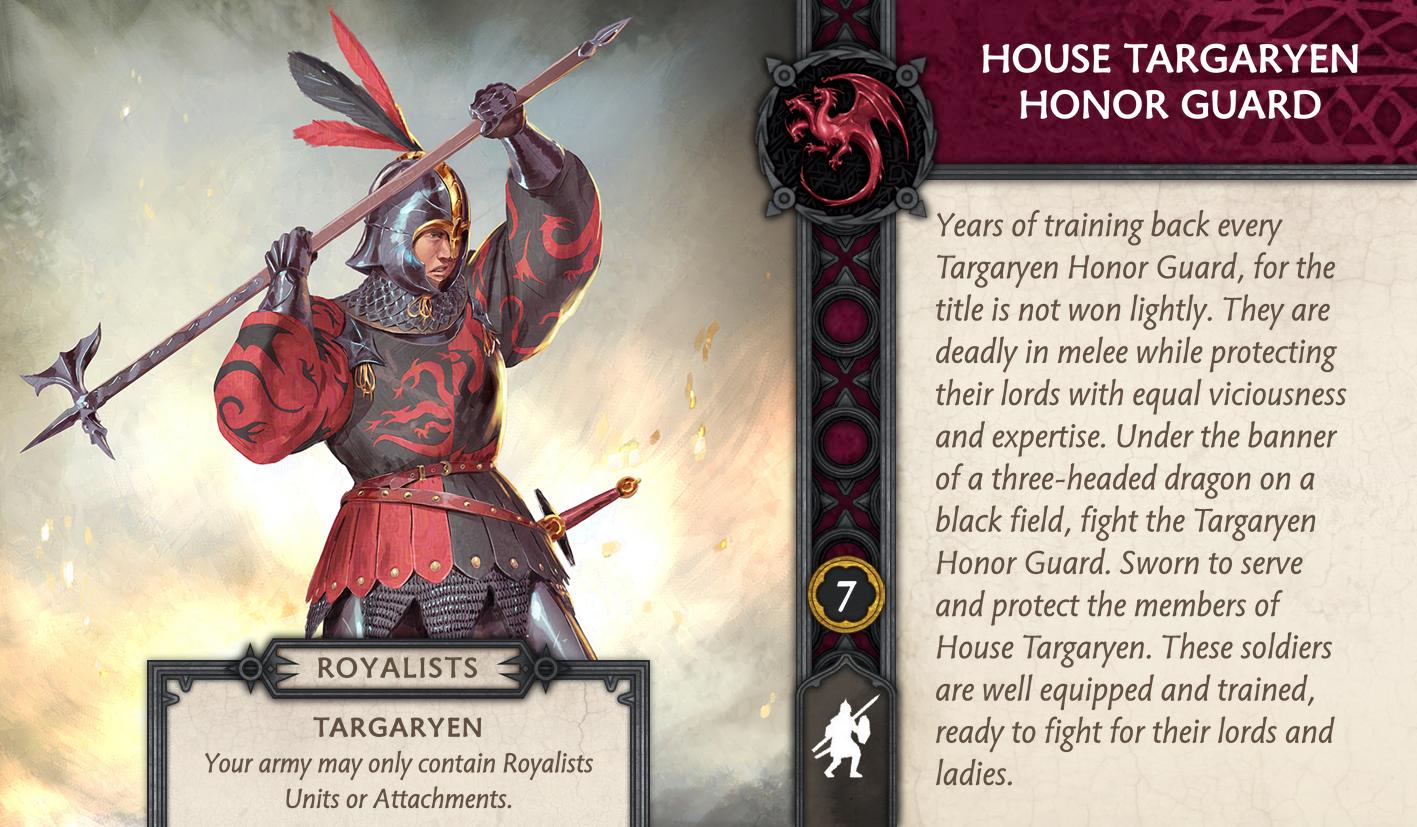 HOUSE TARGARYEN
HONOR GUARD
Years of training back every
Targaryen Honor Guard, for the
title is not won lightly. They are
deadly in melee while protecting
their lords with equal viciousness
and expertise. Under the banner
of a three-headed dragon on a
black field, fight the Targaryen
Honor Guard. Sworn to serve
and protect the members of
House Targaryen. These soldiers
are well equipped and trained,
ready to fight for their lords and
ladies.
7
ROYALISTS
TARGARYEN
Your army may only contain Royalists
Units or Attachments.